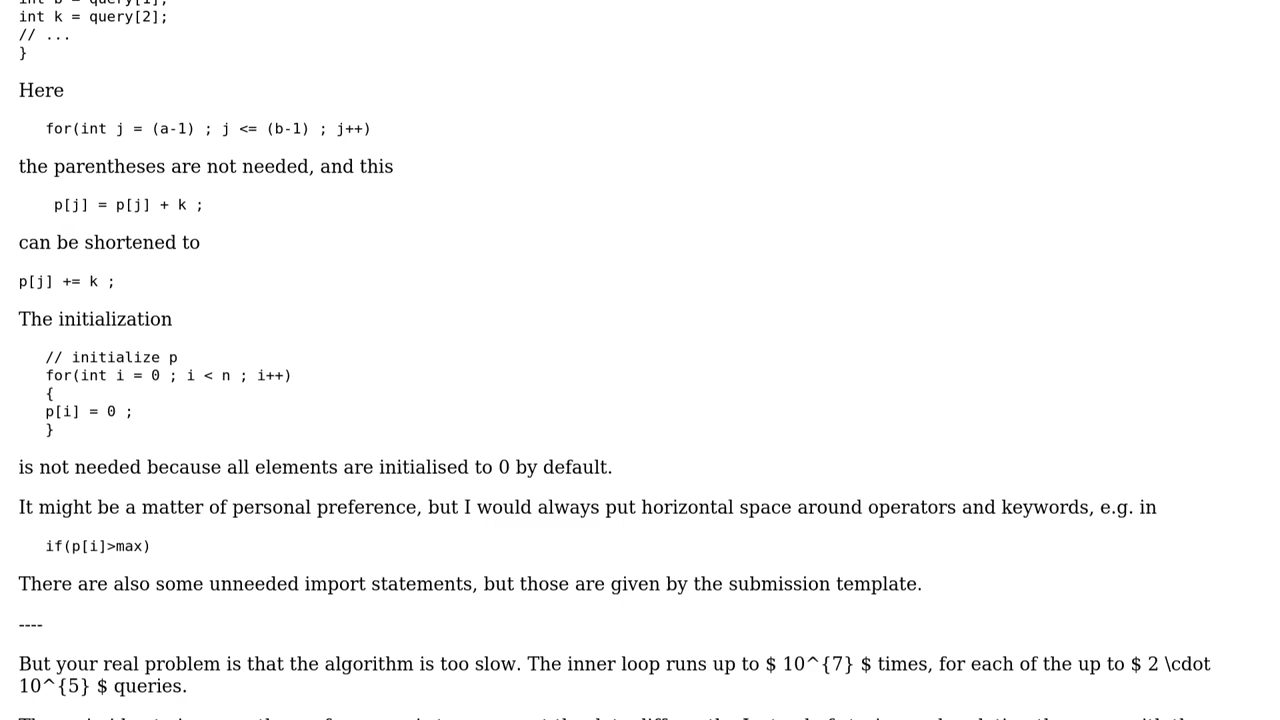 int k = query[2];
// ...
}
Here
for(int j = (a-1) ; j <= (b-1) ; j++)
the parentheses are not needed, and this
p[j] = p[j] + k ;
can be shortened to
p[j] += k ;
The initialization
// initialize p
for(int i = 0 ; i < n ; i++)
{
p[i] = 0 ;
}
is not needed because all elements are initialised to 0 by default.
It might be a matter of personal preference, but I would always put horizontal space around operators and keywords, e.g. in
if(p[i]>max)
There are also some unneeded import statements, but those are given by the submission template.
----
But your real problem is that the algorithm is too slow. The inner loop runs up to $ 10^{7} $ times, for each of the up to $ 2 \cdot
10^{5} $ queries.